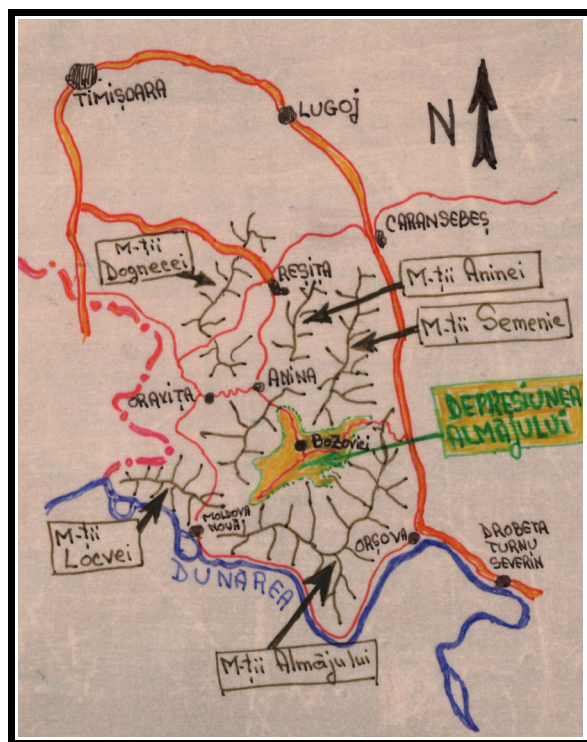 TIMIȘOARA
LUGOJ
N
CARANSEBEȘ
M-ții
Dognecei
REȘIȚA
M-ții Aninei
M-ții Semenie
ANINA
ORAVIȚA
DEPRESIUNEA
ALMĂJULUI
Bozovici
MOLDOVA
NOUĂ
M-ții
Locvei
DUNAREA
ORȘOVA
DROBETA
TURNU
SEVERIN
M-ții Almăjului